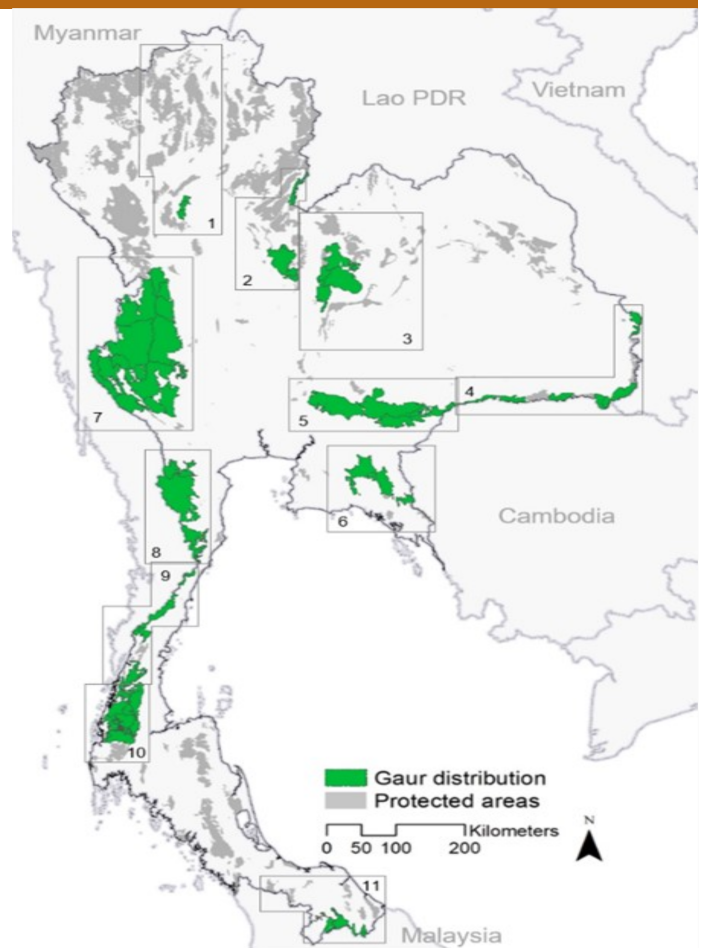 Myanmar
Lao PDR
Vietnam
1
2
3
4
5
6
7
Cambodia
8
9
10
Gaur distribution
Protected areas
Kilometers
0 50 100 200
N
11
Malaysia